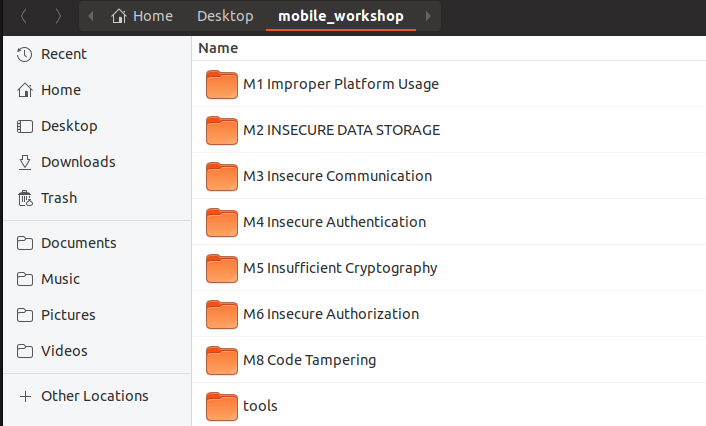 Home Desktop mobile_workshop
Recent
Home
Desktop
Downloads
Trash
Documents
Music
Pictures
Videos
Other Locations
Name
M1 Improper Platform Usage
M2 INSECURE DATA STORAGE
M3 Insecure Communication
M4 Insecure Authentication
M5 Insufficient Cryptography
M6 Insecure Authorization
M8 Code Tampering
tools